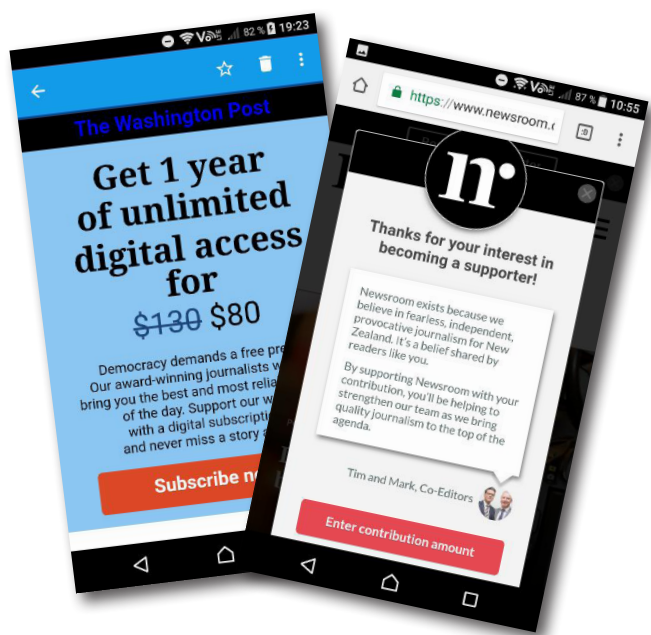 82 % 19:23
The Washington Post
Get 1 year
of unlimited
digital access
for
$130 $80
Democracy demands a free
Our award-winning journalists
bring you the best and most
of the day. Support our
with a digital
and never miss a story
Subscribe
87 % 10:55
https://www.newsroom.
n
Thanks for your interest in
becoming a supporter!
Newsroom exists because we
believe in fearless, independent,
provocative journalism for New
Zealand. It's a belief shared by
readers like you.
By supporting Newsroom with your
contribution, you'll be helping to
strengthen our team as we bring
quality journalism to the top of the
agenda.
Tim and Mark, Co-Editors
Enter contribution amount